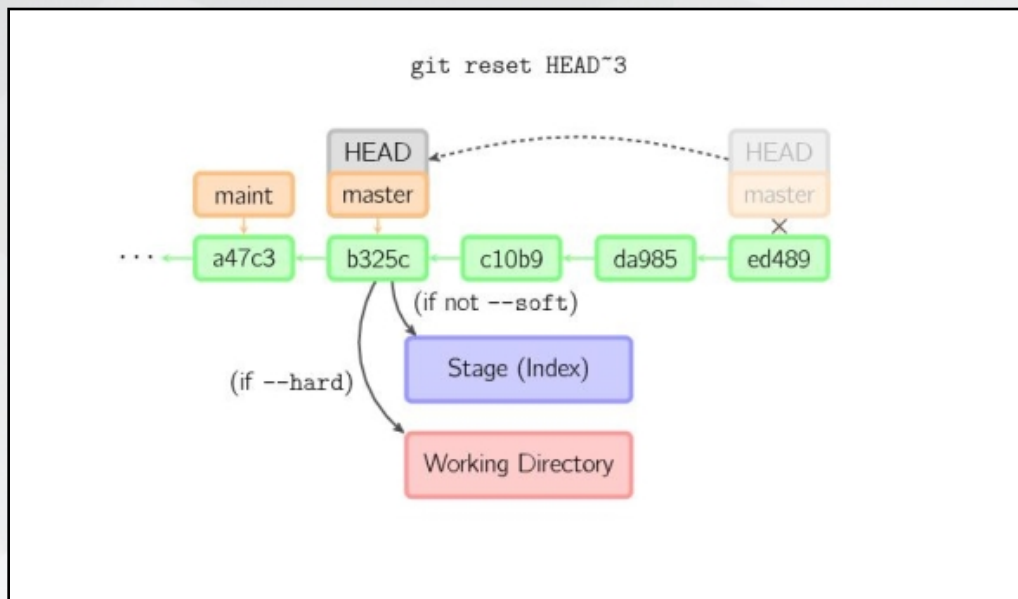 git reset HEAD~3
HEAD
HEAD
maint
master
master
...
a47c3
b325c
c10b9
da985
ed489
(if not --soft)
Stage (Index)
(if --hard)
Working Directory